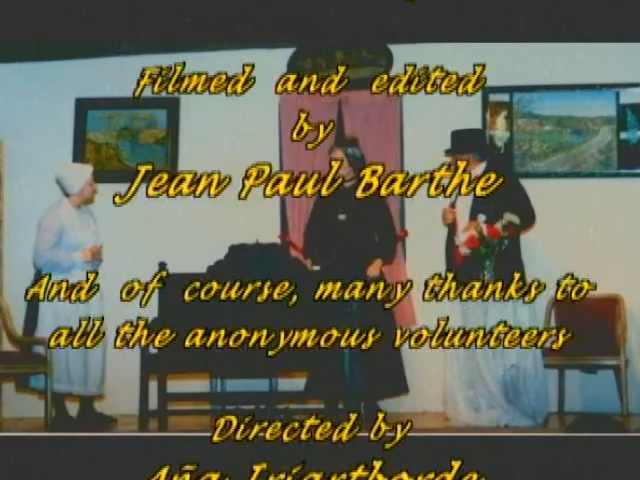 Filmed and edited
by
Jean Paul Barthe
And of course, many thanks to
all the anonymous volunteers
Directed by